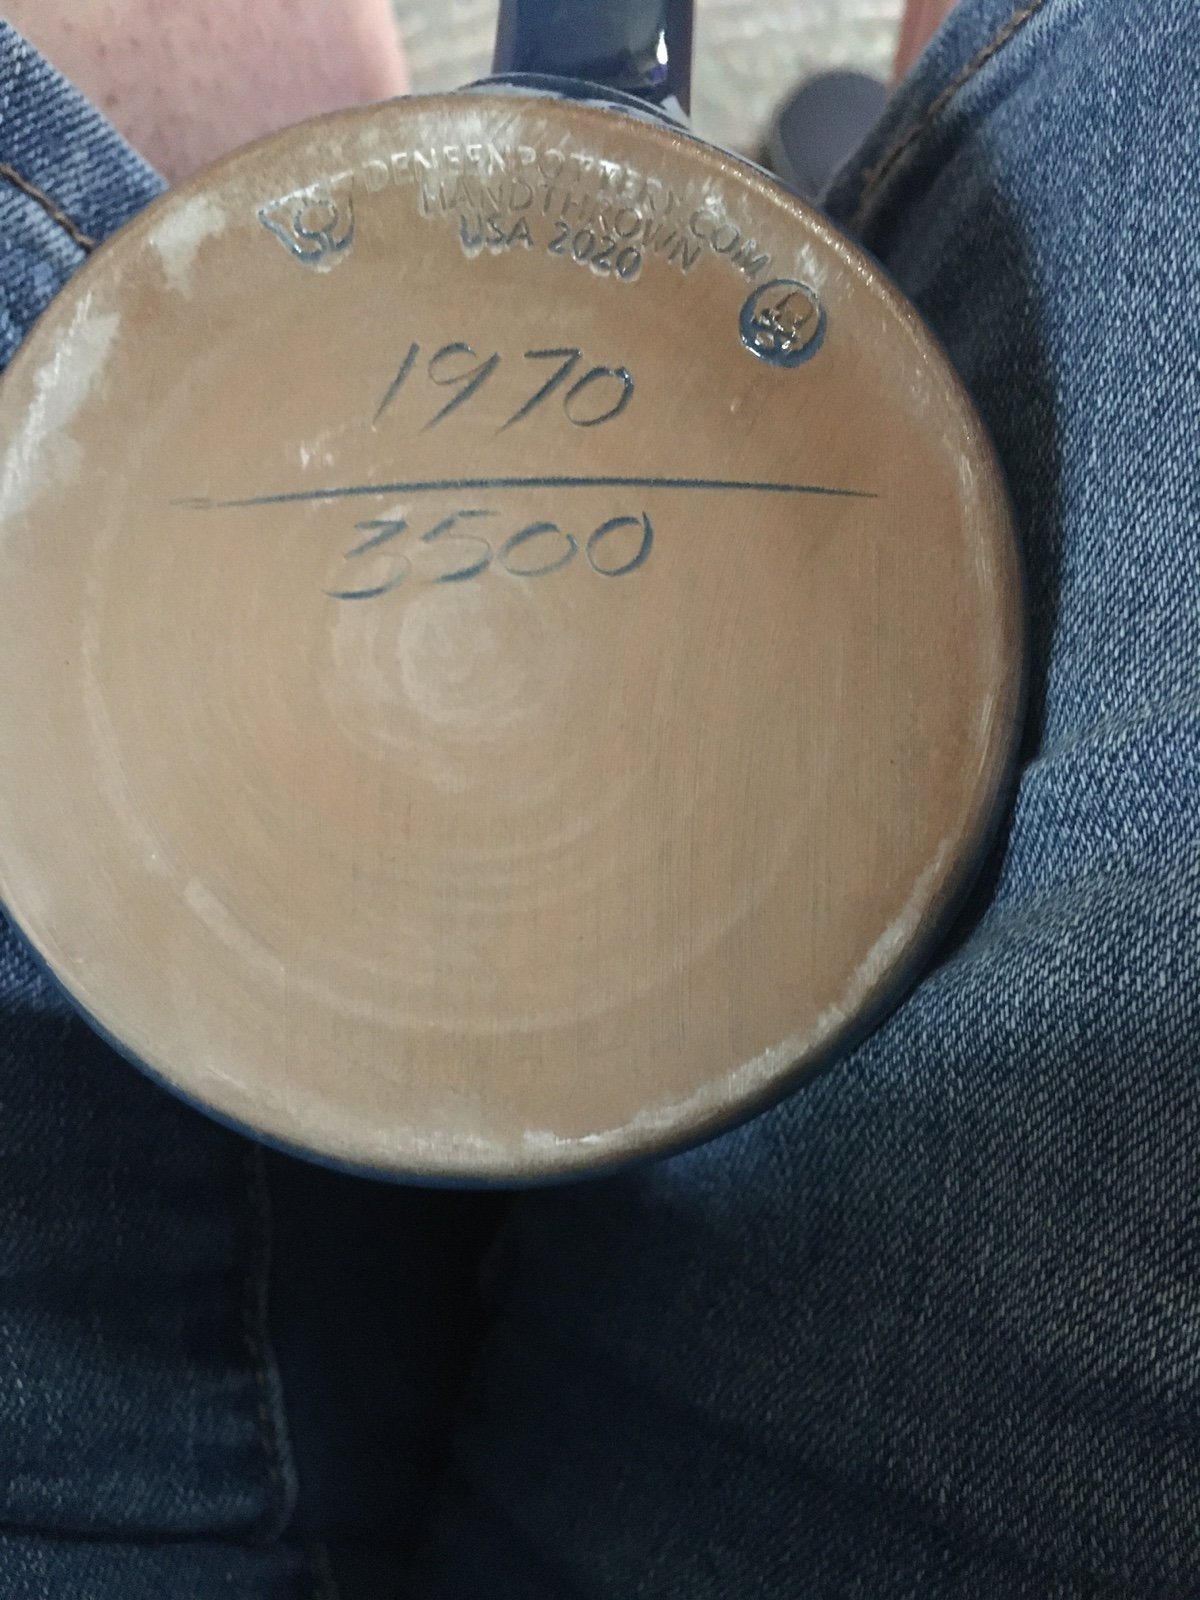 DENEENPOTTERY.COM
HANDTHROWN
USA 2020
1970
3500